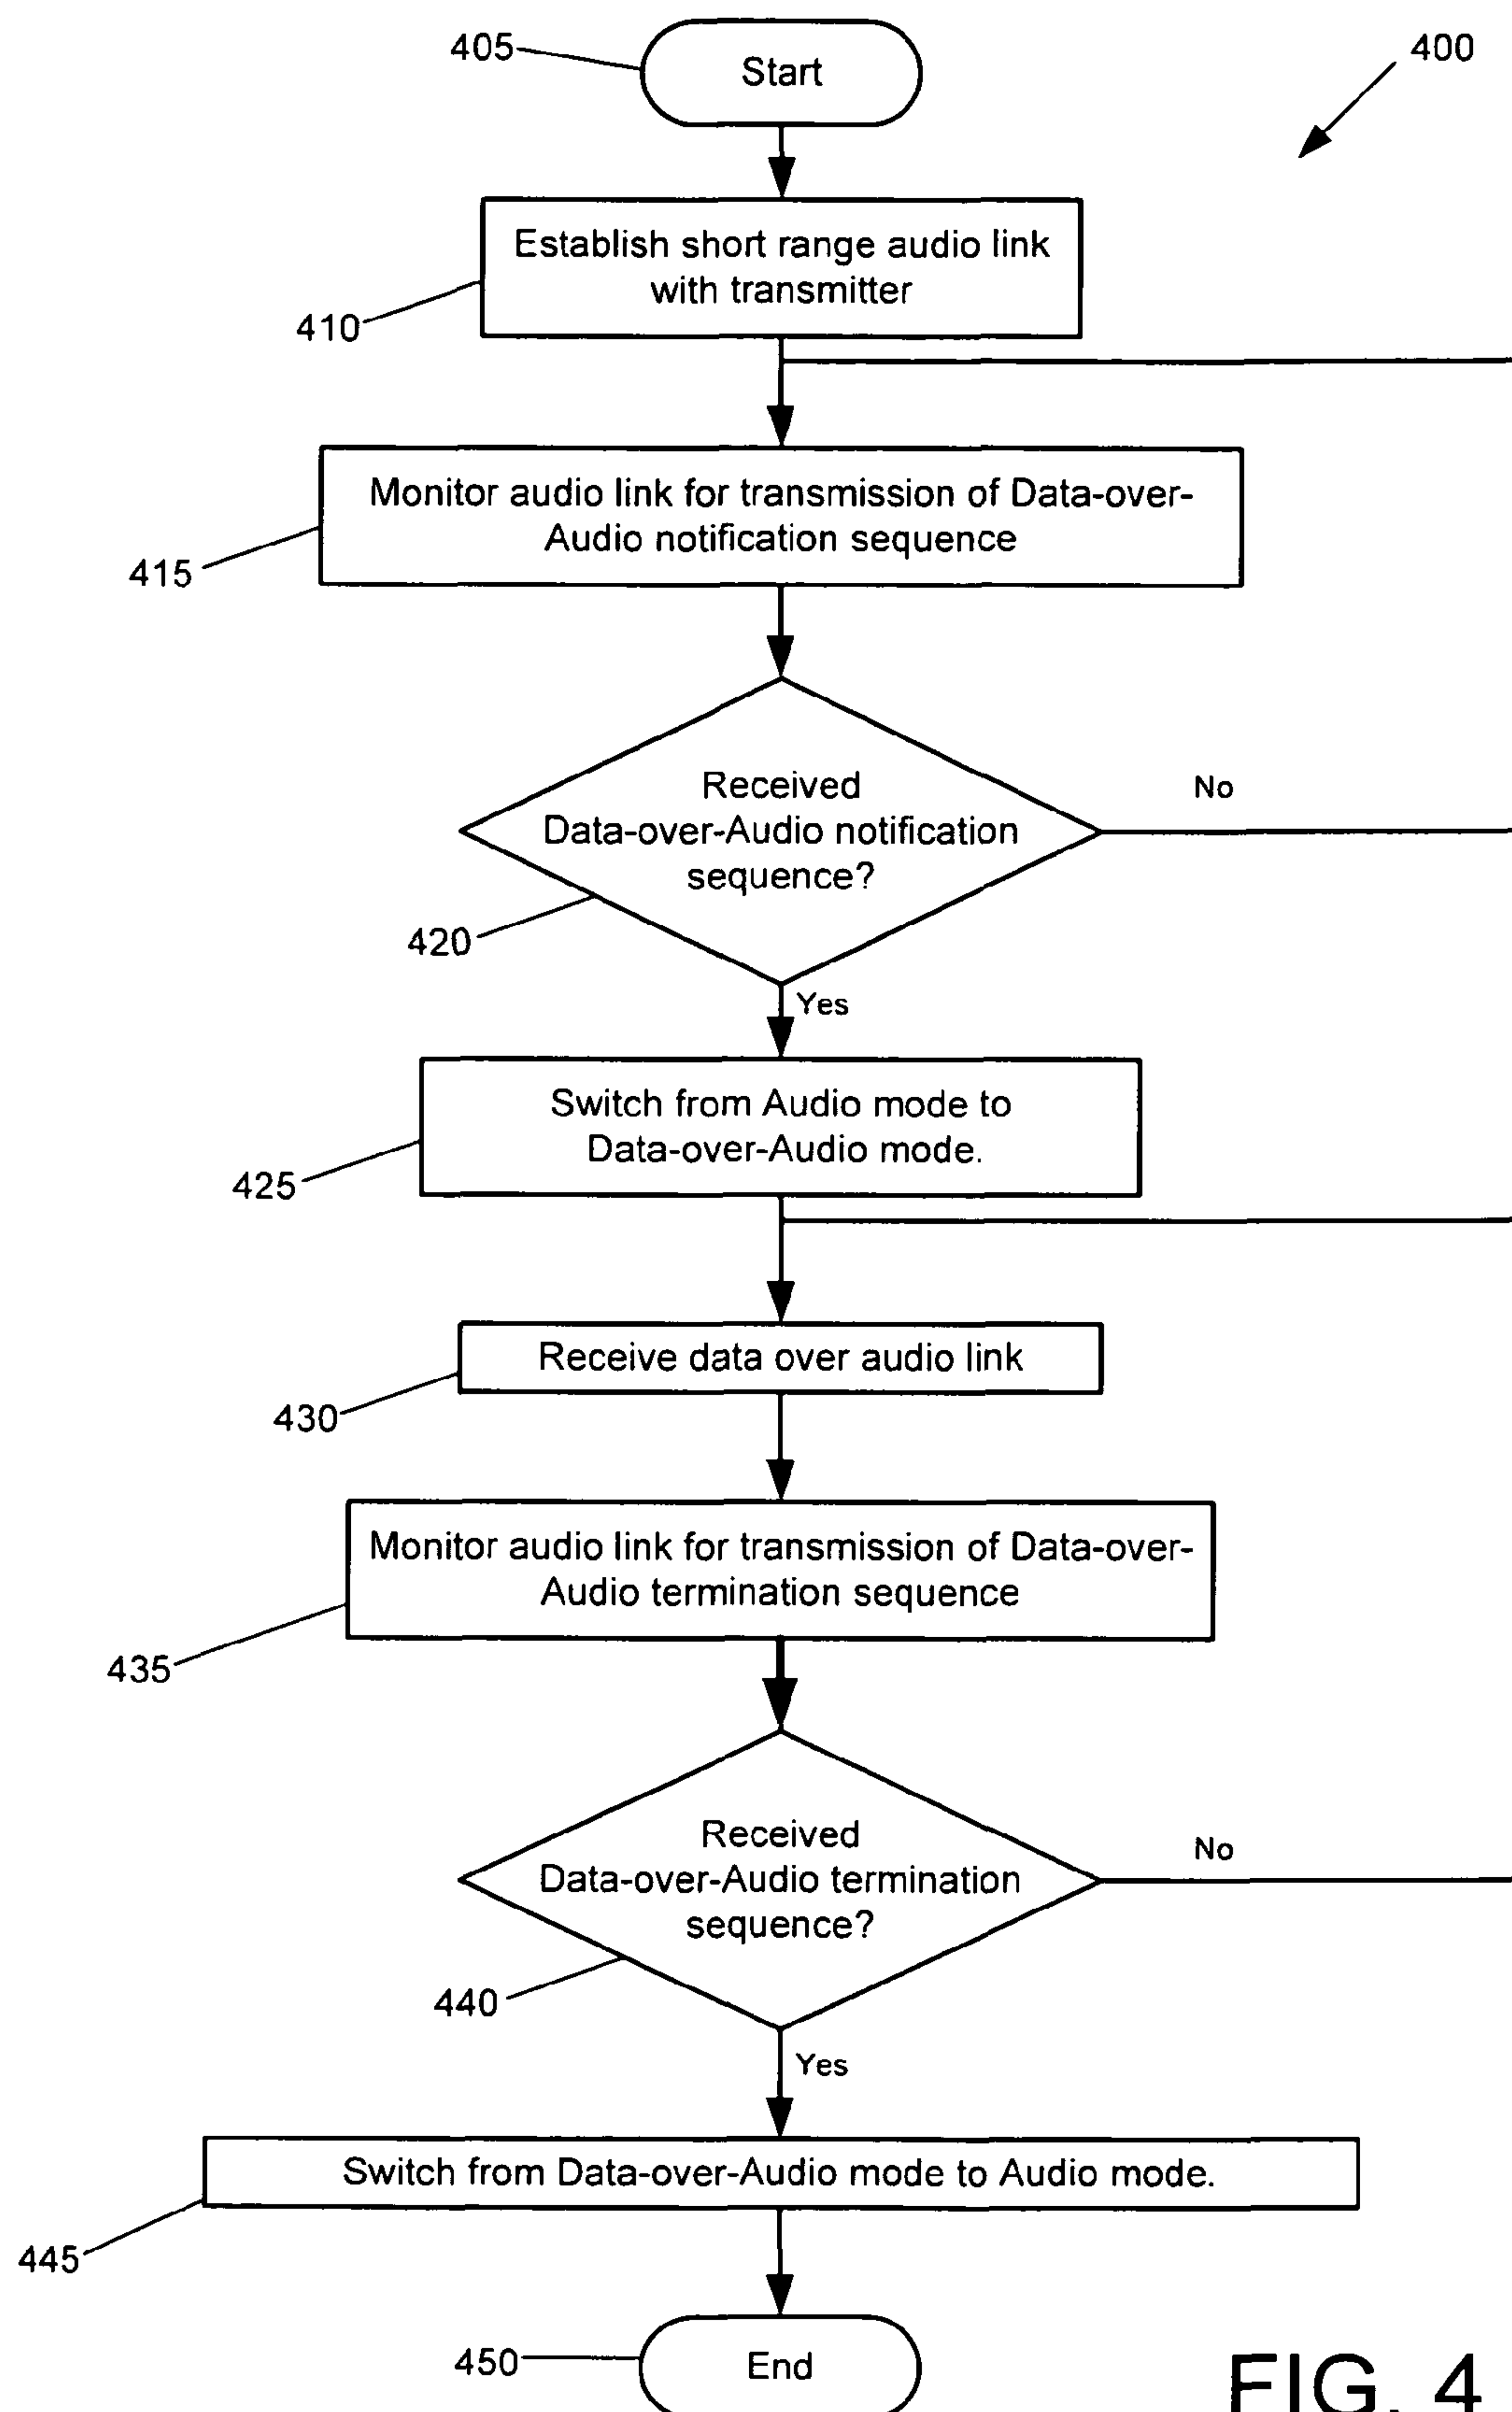 405
Start
400
Establish short range audio link
with transmitter
410
Monitor audio link for transmission of Data-over-
Audio notification sequence
415
Received
Data-over-Audio notification
sequence?
No
420
Yes
Switch from Audio mode to
Data-over-Audio mode.
425
Receive data over audio link
430
Monitor audio link for transmission of Data-over-
Audio termination sequence
435
Received
Data-over-Audio termination
sequence?
No
440
Yes
Switch from Data-over-Audio mode to Audio mode.
445
450
End
FIG. 4